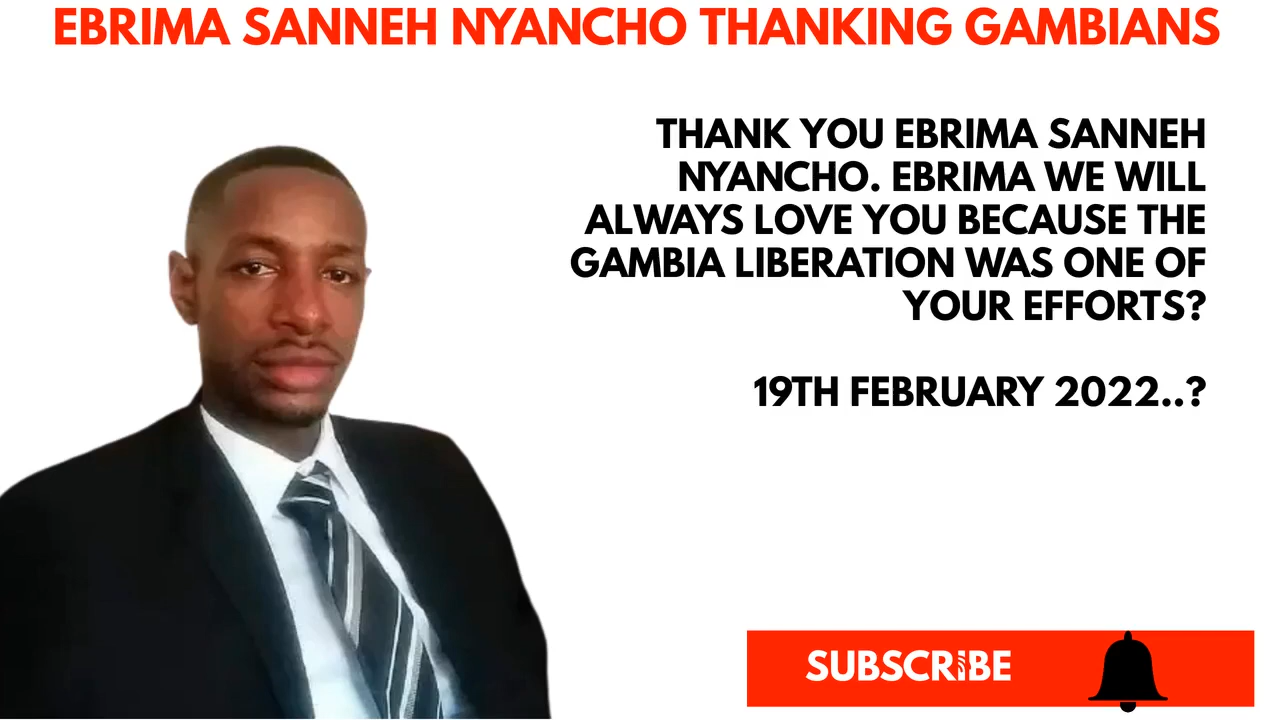 EBRIMA SANNEH NYANCHO THANKING GAMBIANS
THANK YOU EBRIMA SANNEH
NYANCHO. EBRIMA WE WILL
ALWAYS LOVE YOU BECAUSE THE
GAMBIA LIBERATION WAS ONE OF
YOUR EFFORTS?
19TH FEBRUARY 2022..?
SUBSCRIBE